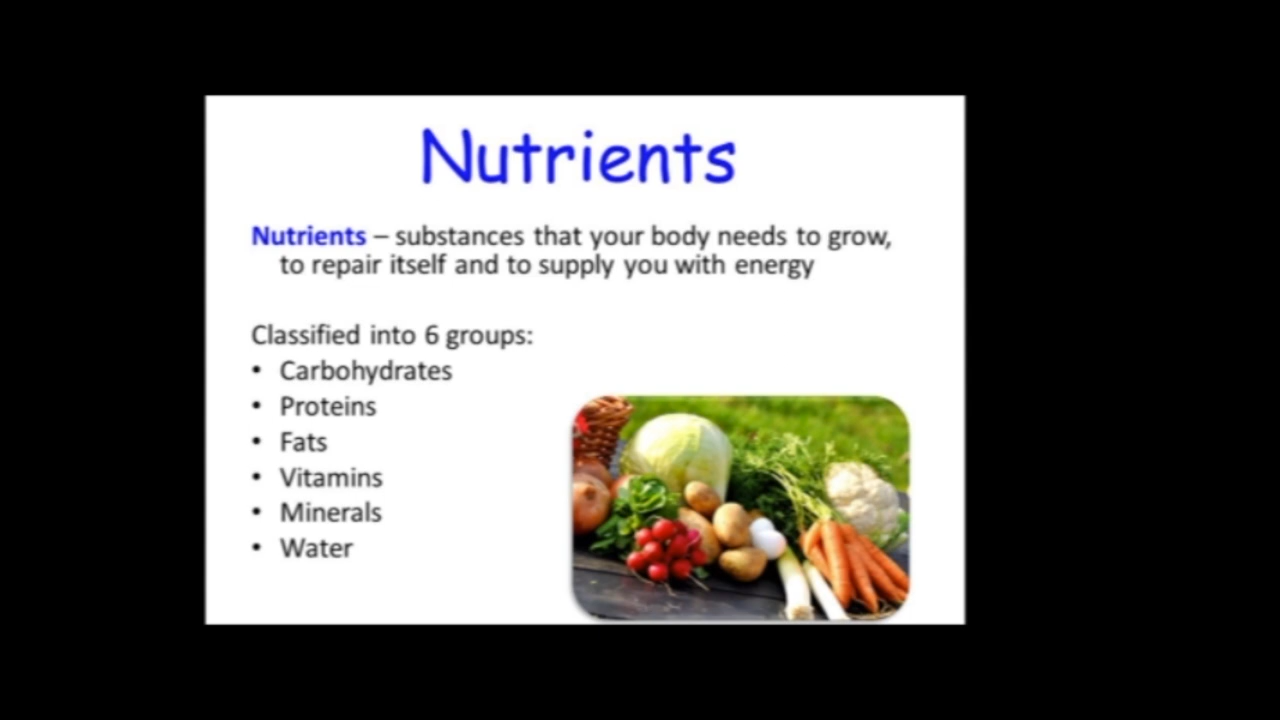 Nutrients
Nutrients – substances that your body needs to grow,
to repair itself and to supply you with energy
Classified into 6 groups:
• Carbohydrates
• Proteins
• Fats
• Vitamins
• Minerals
• Water